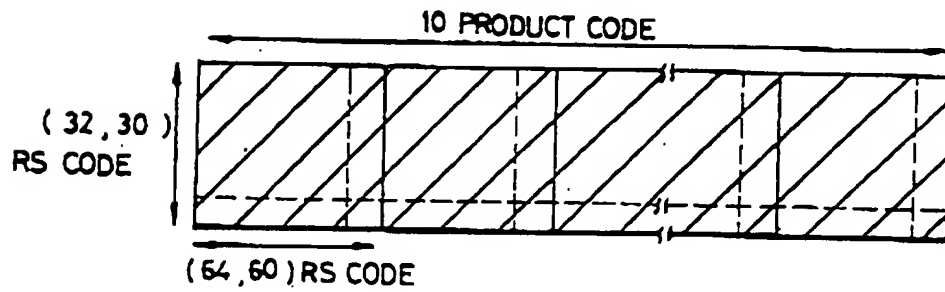 10 PRODUCT CODE
( 32, 30 )
RS CODE
(64,60) RS CODE